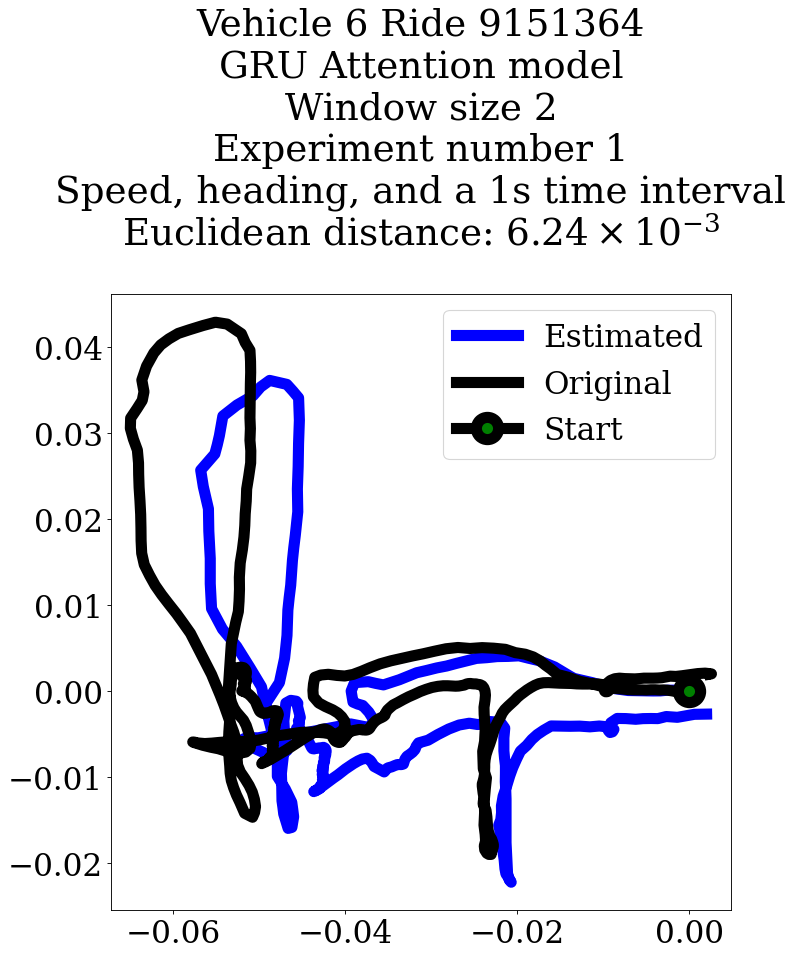 Vehicle 6 Ride 9151364
GRU Attention model
Window size 2
Experiment number 1
Speed, heading, and a 1s time interval
Euclidean distance: 6.24 × 10⁻³
Estimated
Original
Start
0.04
0.03
0.02
0.01
0.00
−0.01
−0.02
−0.06 −0.04 −0.02 0.00